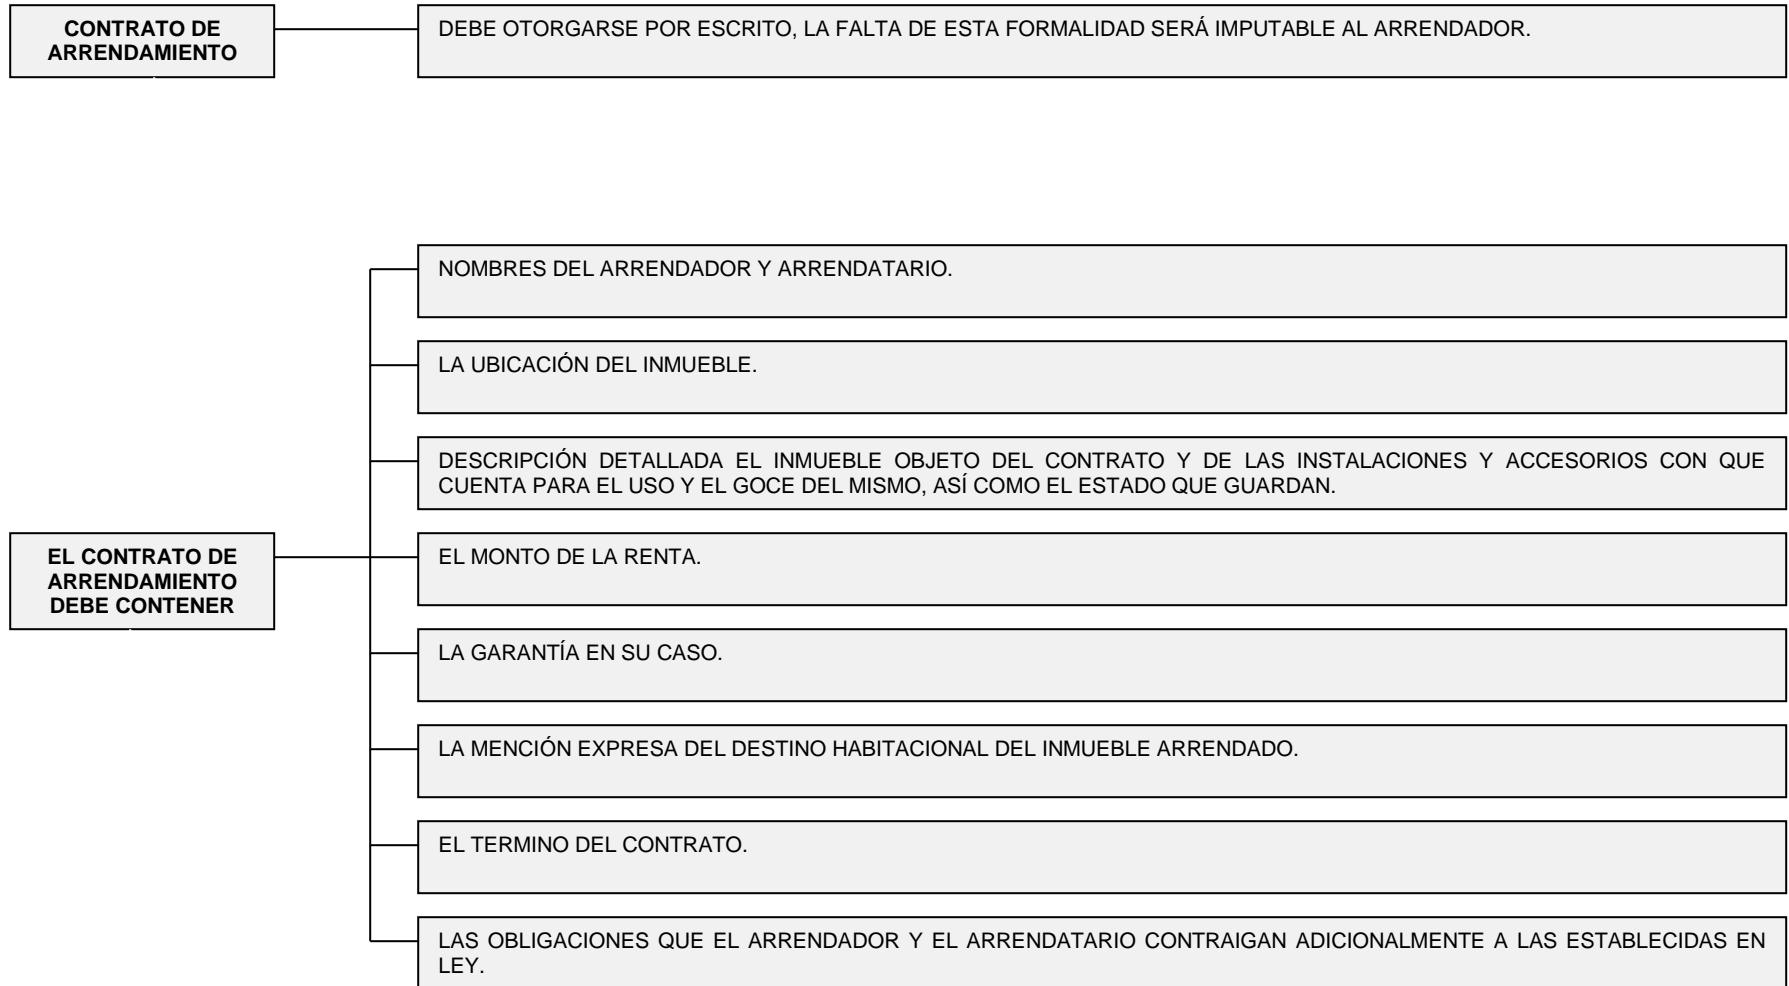 CONTRATO DE
ARRENDAMIENTO
DEBE OTORGARSE POR ESCRITO, LA FALTA DE ESTA FORMALIDAD SERÁ IMPUTABLE AL ARRENDADOR.
NOMBRES DEL ARRENDADOR Y ARRENDATARIO.
LA UBICACIÓN DEL INMUEBLE.
DESCRIPCIÓN DETALLADA EL INMUEBLE OBJETO DEL CONTRATO Y DE LAS INSTALACIONES Y ACCESORIOS CON QUE
CUENTA PARA EL USO Y EL GOCE DEL MISMO, ASÍ COMO EL ESTADO QUE GUARDAN.
EL CONTRATO DE
ARRENDAMIENTO
DEBE CONTENER
EL MONTO DE LA RENTA.
LA GARANTÍA EN SU CASO.
LA MENCIÓN EXPRESA DEL DESTINO HABITACIONAL DEL INMUEBLE ARRENDADO.
EL TERMINO DEL CONTRATO.
LAS OBLIGACIONES QUE EL ARRENDADOR Y EL ARRENDATARIO CONTRAIGAN ADICIONALMENTE A LAS ESTABLECIDAS EN
LEY.